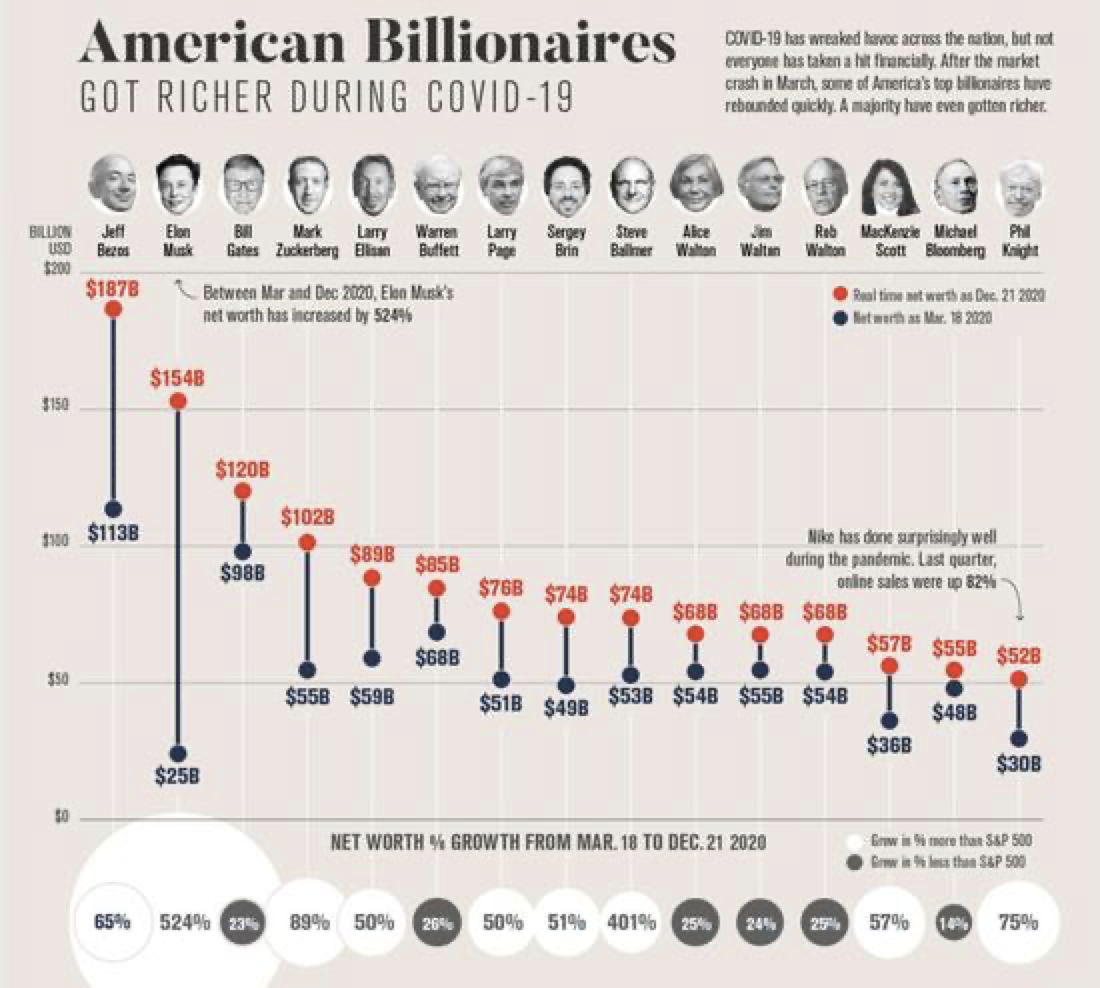 American Billionaires
GOT RICHER DURING COVID-19
COVID-19 has wreaked havoc across the nation, but not
everyone has taken a hit financially. After the market
crash in March, some of America's top billionaires have
rebounded quickly. A majority have even gotten richer.
BILLION
USD
Jeff
Bezos
Elon
Musk
Bill
Gates
Mark
Zuckerberg
Larry
Ellison
Warren
Buffett
Larry
Page
Sergey
Brin
Steve
Ballmer
Alice
Walton
Jim
Walton
Rob
Walton
MacKenzie
Scott
Michael
Bloomberg
Phil
Knight
$200
$150
$100
$50
$0
Between Mar and Dec 2020, Elon Musk's
net worth has increased by 524%
Real time net worth as Dec. 21 2020
Net worth as Mar. 18 2020
$187B
$113B
$154B
$25B
$120B
$98B
$102B
$55B
$89B
$59B
$85B
$68B
$76B
$51B
$74B
$49B
$74B
$53B
$68B
$54B
$68B
$55B
$68B
$54B
$57B
$36B
$55B
$48B
$52B
$30B
Nike has done surprisingly well
during the pandemic. Last quarter,
online sales were up 82%
NET WORTH % GROWTH FROM MAR. 18 TO DEC. 21 2020
Grew in % more than S&P 500
Grew in % less than S&P 500
65%
524%
23%
89%
50%
26%
50%
51%
401%
25%
24%
25%
57%
14%
75%